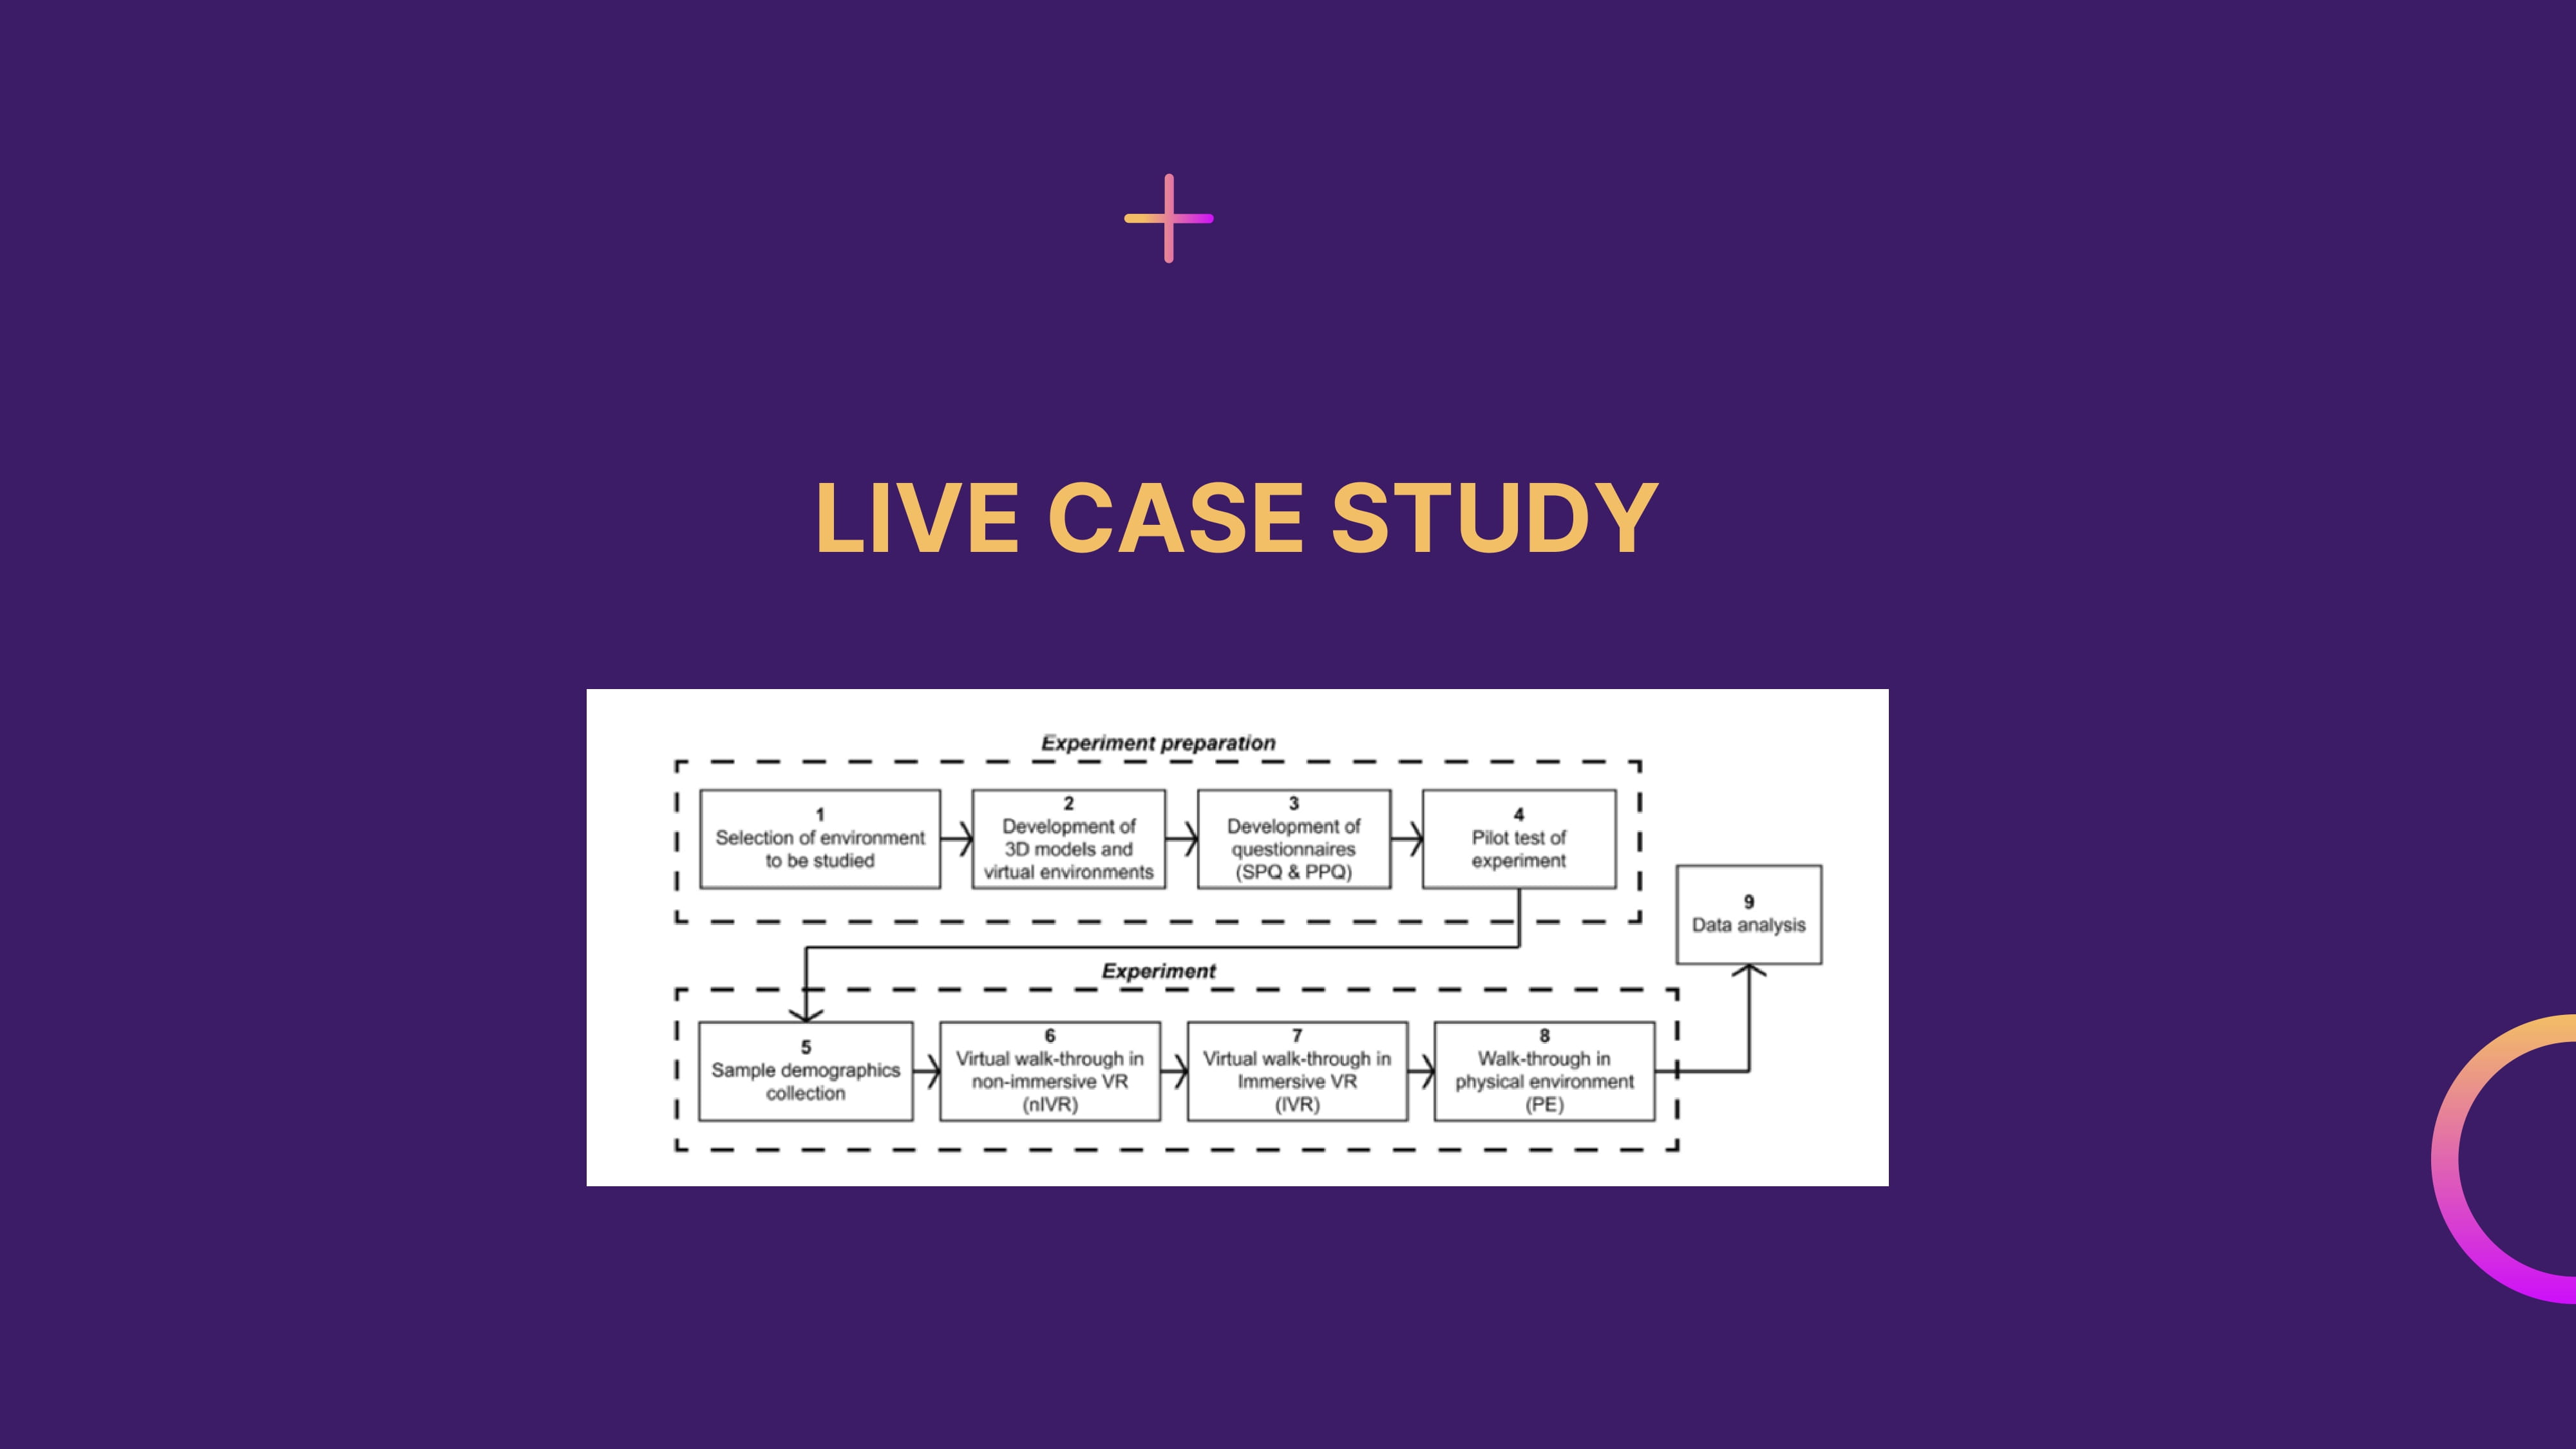 LIVE CASE STUDY
Experiment preparation
1
Selection of environment
to be studied
2
Development of
3D models and
virtual environments
3
Development of
questionnaires
(SPQ & PPQ)
4
Pilot test of
experiment
9
Data analysis
Experiment
5
Sample demographics
collection
6
Virtual walk-through in
non-immersive VR
(nIVR)
7
Virtual walk-through in
Immersive VR
(IVR)
8
Walk-through in
physical environment
(PE)